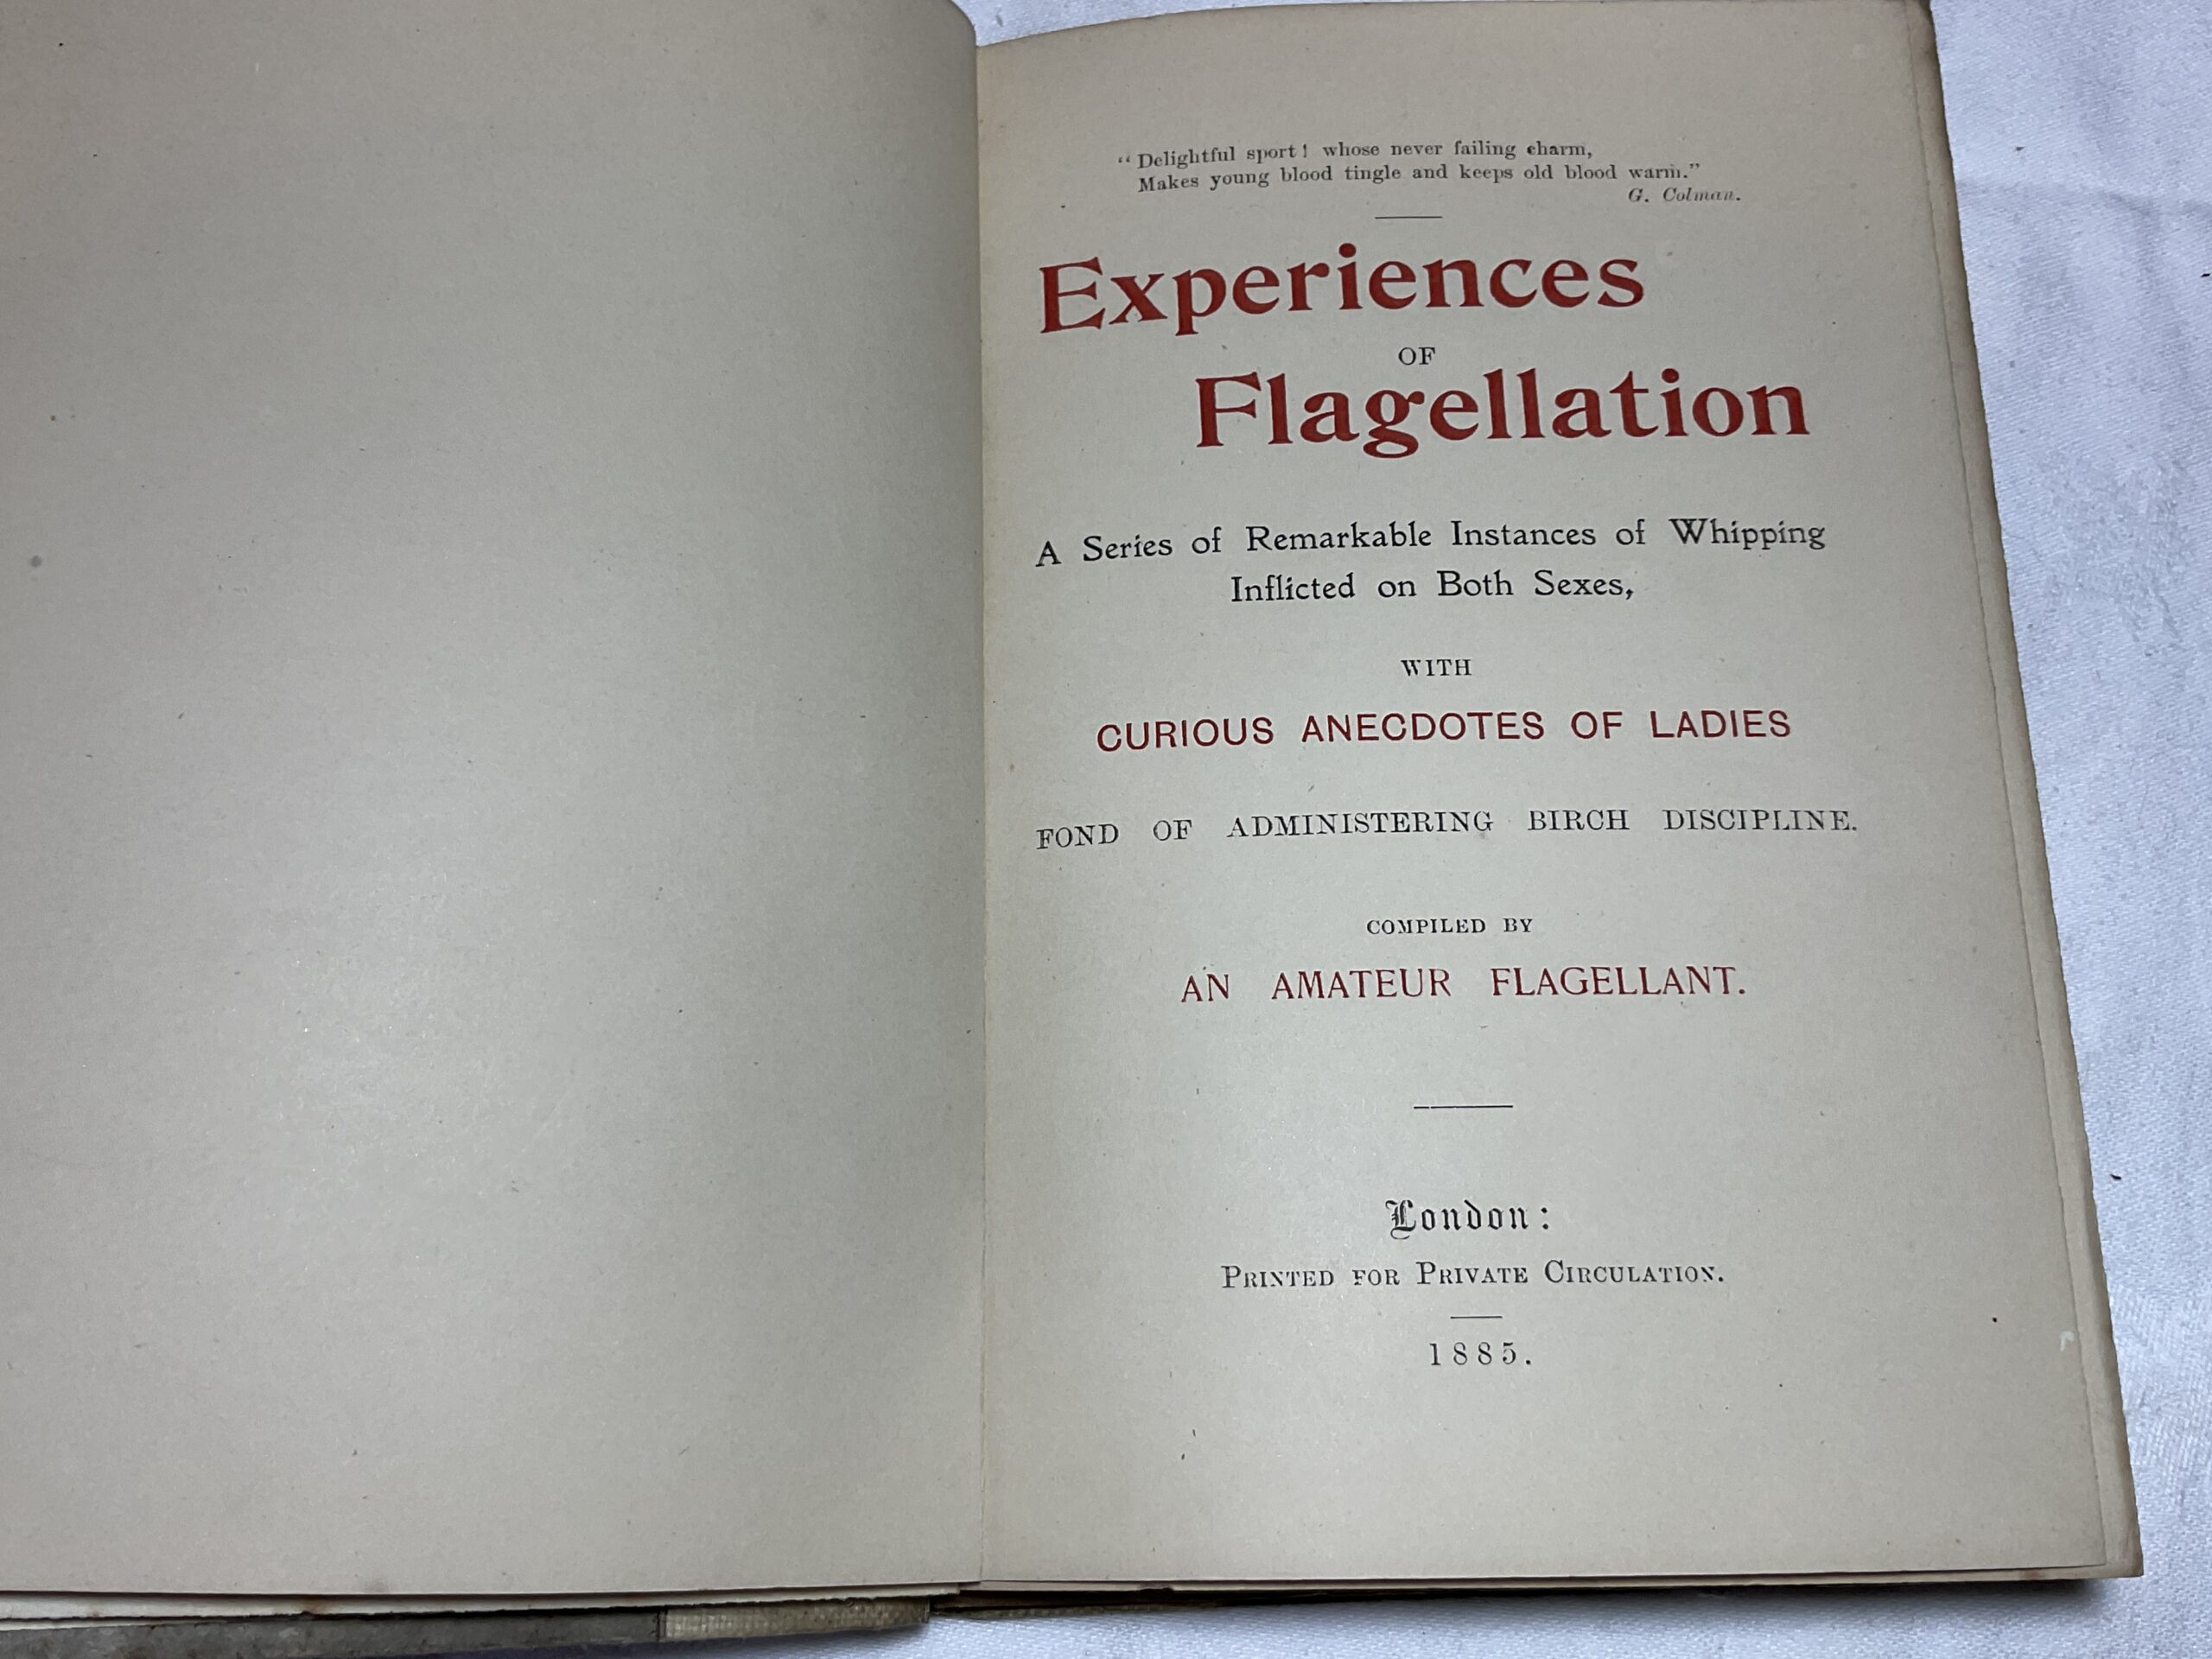 “Delightful sport! whose never failing charm,
Makes young blood tingle and keeps old blood warm.”
G. Colman.
Experiences
OF
Flagellation
A Series of Remarkable Instances of Whipping
Inflicted on Both Sexes,
WITH
CURIOUS ANECDOTES OF LADIES
FOND OF ADMINISTERING BIRCH DISCIPLINE.
COMPILED BY
AN AMATEUR FLAGELLANT.
London:
PRINTED FOR PRIVATE CIRCULATION.
1885.